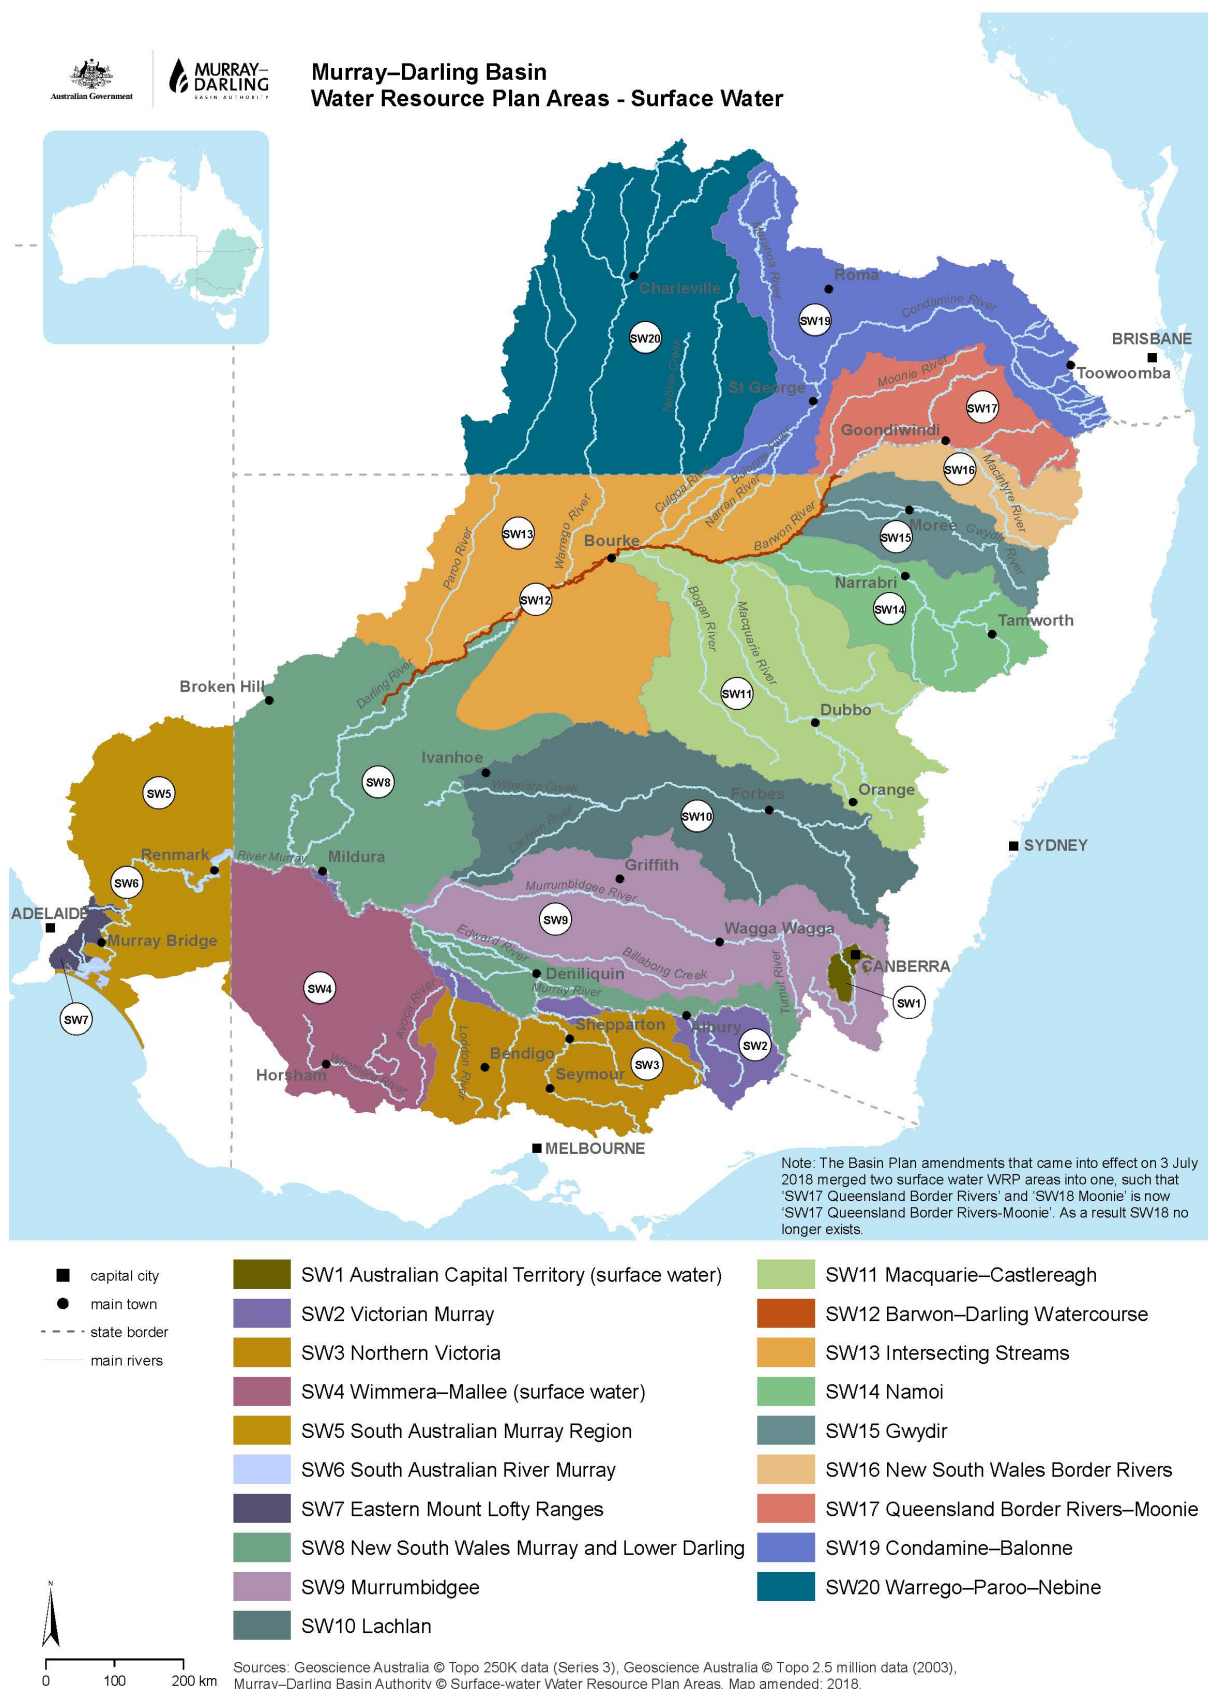 Australian Government
MURRAY–
DARLING
BASIN AUTHORITY
Murray–Darling Basin
Water Resource Plan Areas - Surface Water
Maranoa River
Roma
Charleville
Condamine River
SW19
SW20
BRISBANE
Nebine Creek
Moonie River
Toowoomba
St George
SW17
Goondiwindi
Balonne River
SW16
Culgoa River
Macintyre River
Narran River
Warrego River
Barwon River
Moree
SW13
Paroo River
SW15
Gwydir River
Bourke
Narrabri
SW12
Bogan River
Macquarie River
SW14
Tamworth
Darling River
Broken Hill
SW11
Dubbo
Ivanhoe
SW8
SW5
Willandra Creek
Forbes
Orange
SW10
Lachlan River
SYDNEY
Renmark
River Murray
Mildura
Griffith
SW6
Murrumbidgee River
ADELAIDE
SW9
Wagga Wagga
Murray Bridge
Edward River
Billabong Creek
CANBERRA
Deniliquin
Tumut River
SW4
Murray River
SW1
SW7
Avoca River
Shepparton
Albury
Loddon River
SW2
Bendigo
SW3
Horsham
Wimmera River
Seymour
MELBOURNE
Note: The Basin Plan amendments that came into effect on 3 July
2018 merged two surface water WRP areas into one, such that
‘SW17 Queensland Border Rivers’ and ‘SW18 Moonie’ is now
‘SW17 Queensland Border Rivers-Moonie’. As a result SW18 no
longer exists.
capital city
main town
state border
main rivers
SW1 Australian Capital Territory (surface water)
SW2 Victorian Murray
SW3 Northern Victoria
SW4 Wimmera–Mallee (surface water)
SW5 South Australian Murray Region
SW6 South Australian River Murray
SW7 Eastern Mount Lofty Ranges
SW8 New South Wales Murray and Lower Darling
SW9 Murrumbidgee
SW10 Lachlan
SW11 Macquarie–Castlereagh
SW12 Barwon–Darling Watercourse
SW13 Intersecting Streams
SW14 Namoi
SW15 Gwydir
SW16 New South Wales Border Rivers
SW17 Queensland Border Rivers–Moonie
SW19 Condamine–Balonne
SW20 Warrego–Paroo–Nebine
N
0 100 200 km
Sources: Geoscience Australia © Topo 250K data (Series 3), Geoscience Australia © Topo 2.5 million data (2003),
Murray–Darling Basin Authority © Surface-water Water Resource Plan Areas. Map amended: 2018.